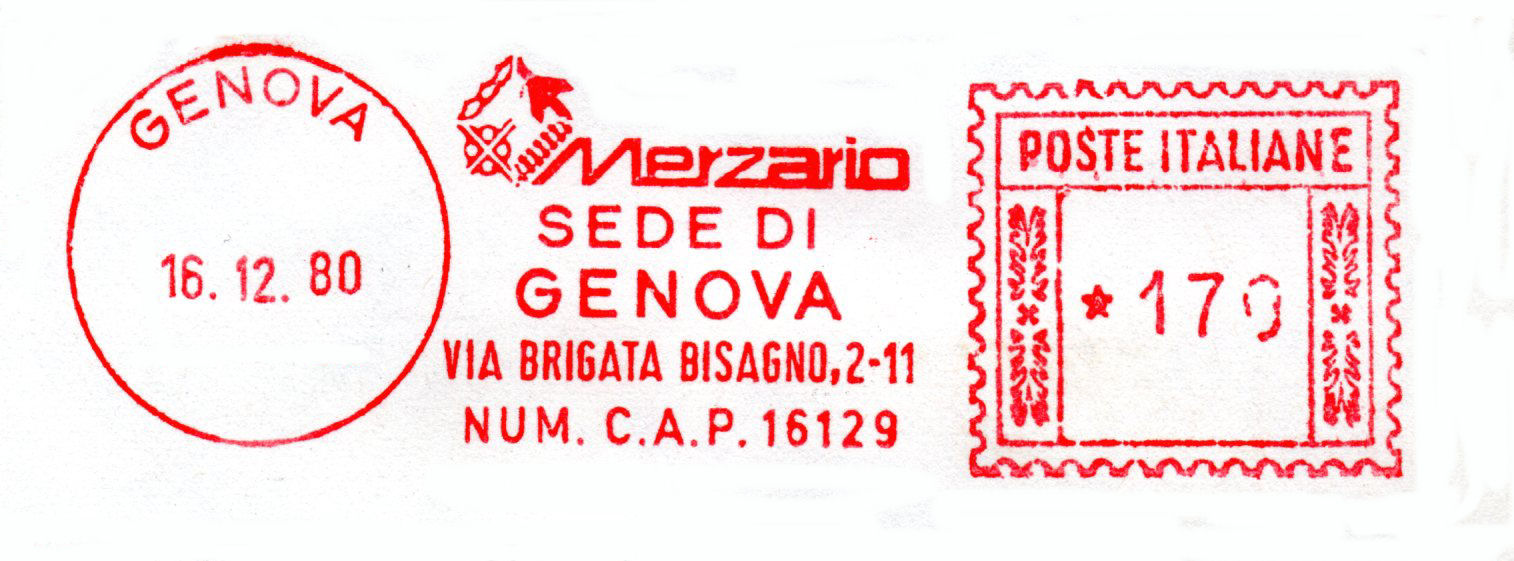 GENOVA
16. 12. 80
Merzario
SEDE DI
GENOVA
VIA BRIGATA BISAGNO, 2-11
NUM. C.A.P. 16129
POSTE ITALIANE
* 170